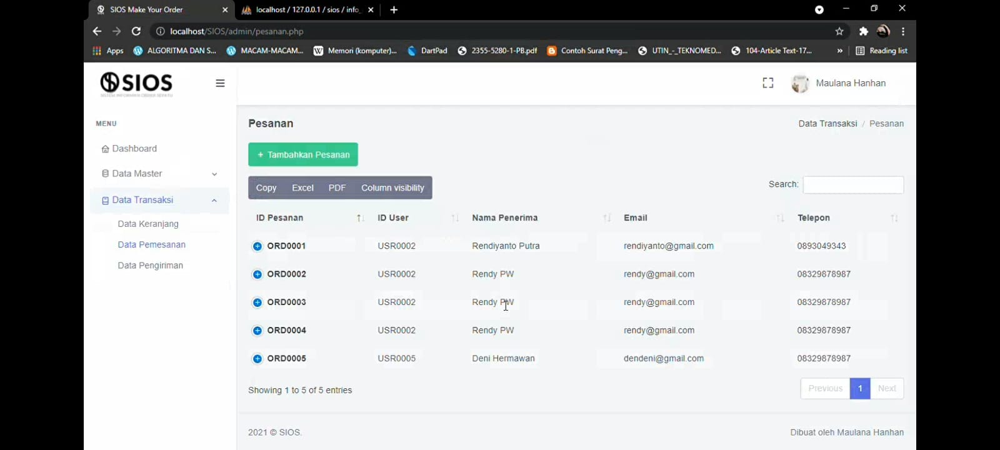 SIOS Make Your Order
localhost / 127.0.0.1 / sios / info_
localhost/SIOS/admin/pesanan.php
Apps ALGORITMA DAN S... MACAM-MACAM... Memori (komputer)... DartPad 2355-5280-1-PB.pdf Contoh Surat Peng... UTIN_-_TEKNOMED... 104-Article Text-17... » Reading list
SIOS
Maulana Hanhan
MENU
Dashboard
Data Master
Data Transaksi
Data Keranjang
Data Pemesanan
Data Pengiriman
Pesanan
Data Transaksi / Pesanan
+ Tambahkan Pesanan
Copy Excel PDF Column visibility
Search:
ID Pesanan ID User Nama Penerima Email Telepon
ORD0001 USR0002 Rendiyanto Putra rendiyanto@gmail.com 0893049343
ORD0002 USR0002 Rendy PW rendy@gmail.com 08329878987
ORD0003 USR0002 Rendy PW rendy@gmail.com 08329878987
ORD0004 USR0002 Rendy PW rendy@gmail.com 08329878987
ORD0005 USR0005 Deni Hermawan dendeni@gmail.com 08329878987
Showing 1 to 5 of 5 entries
Previous 1 Next
2021 © SIOS.
Dibuat oleh Maulana Hanhan